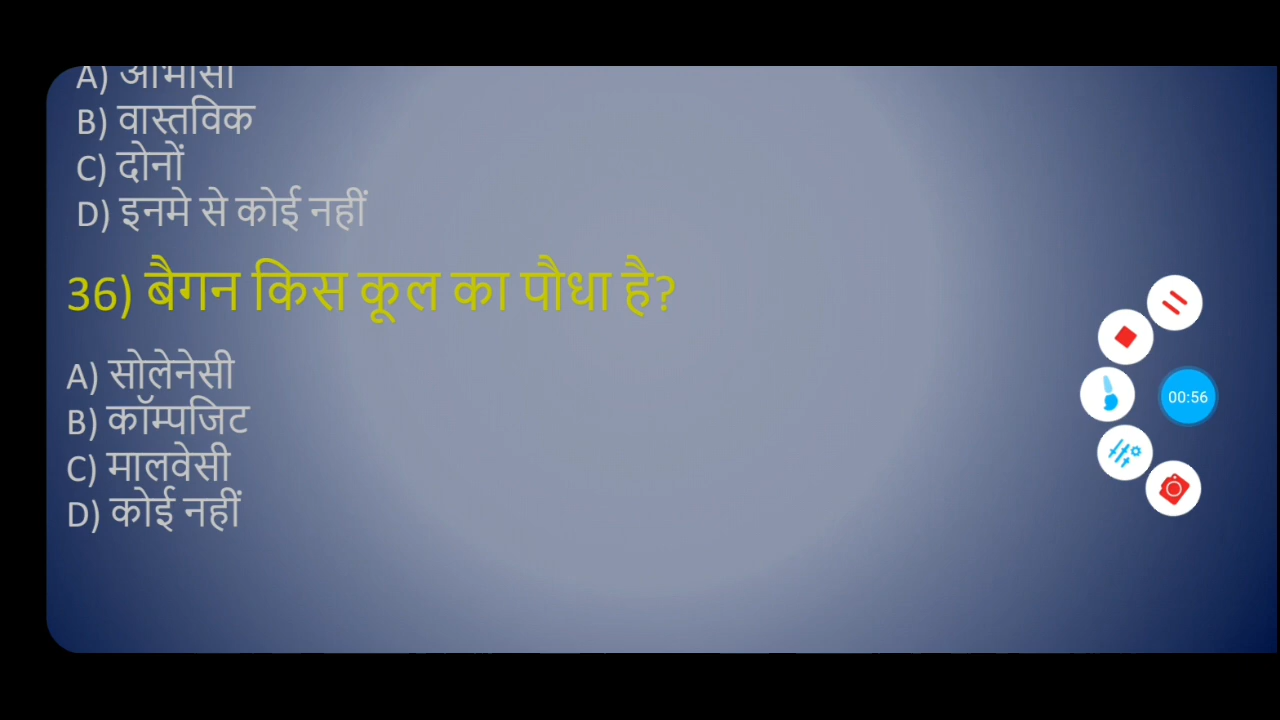 A) आभासी
B) वास्तविक
C) दोनों
D) इनमे से कोई नहीं
36) बैगन किस कूल का पौधा है?
A) सोलेनेसी
B) कॉम्पजिट
C) मालवेसी
D) कोई नहीं
00:56